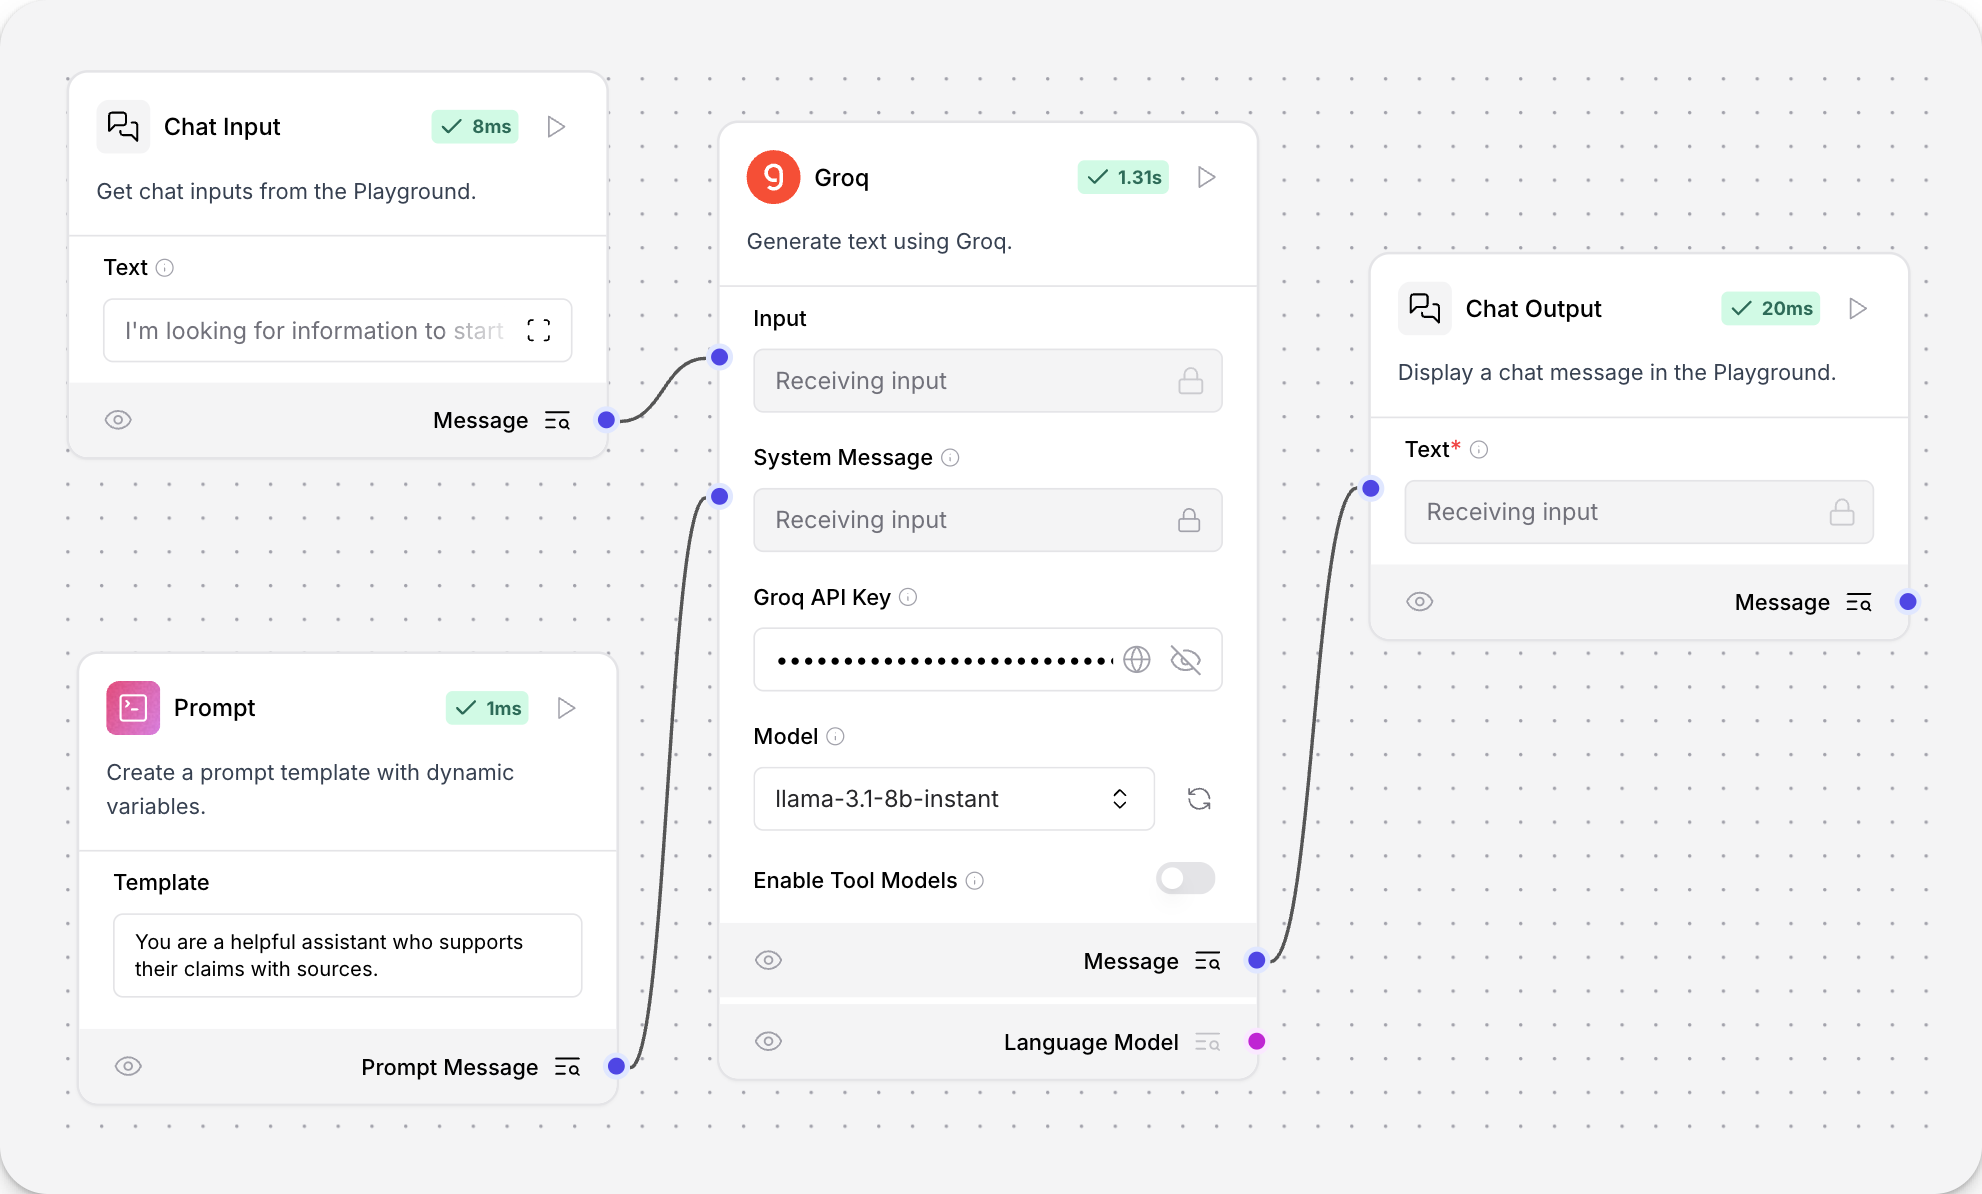 Chat Input
8ms
Get chat inputs from the Playground.
Text
I'm looking for information to start
Message
Prompt
1ms
Create a prompt template with dynamic
variables.
Template
You are a helpful assistant who supports
their claims with sources.
Prompt Message
Groq
1.31s
Generate text using Groq.
Input
Receiving input
System Message
Receiving input
Groq API Key
Model
llama-3.1-8b-instant
Enable Tool Models
Message
Language Model
Chat Output
20ms
Display a chat message in the Playground.
Text*
Receiving input
Message